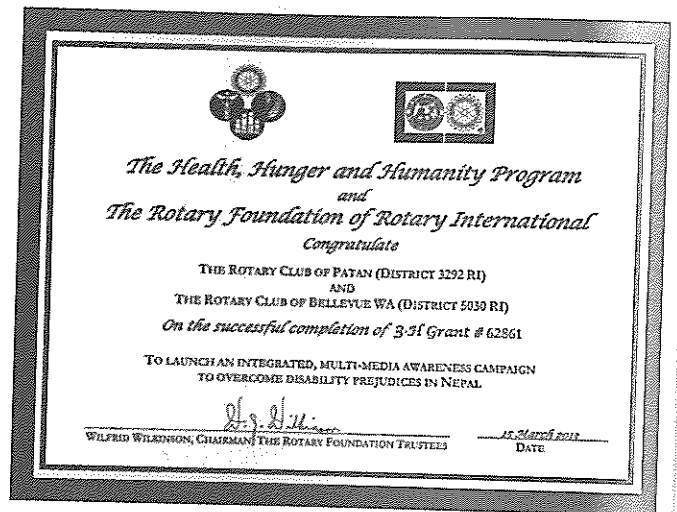 The Health, Hunger and Humanity Program
and
The Rotary Foundation of Rotary International
Congratulate
THE ROTARY CLUB OF PATAN (DISTRICT 3292 RI)
AND
THE ROTARY CLUB OF BELLEVUE WA (DISTRICT 5030 RI)
On the successful completion of 3-H Grant # 62861
TO LAUNCH AN INTEGRATED, MULTI-MEDIA AWARENESS CAMPAIGN
TO OVERCOME DISABILITY PREJUDICES IN NEPAL
WILFRID WILKINSON, CHAIRMAN THE ROTARY FOUNDATION TRUSTEES
15 March
DATE